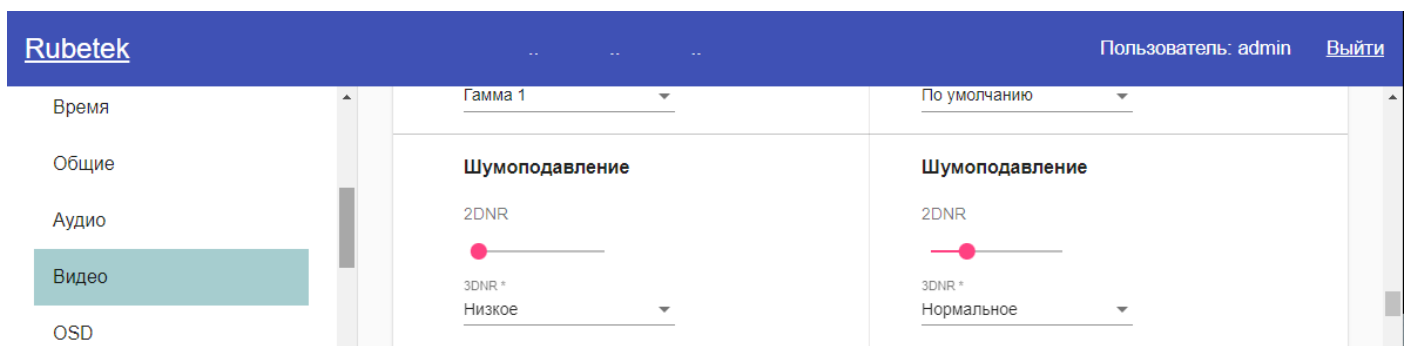 Rubetek .. .. .. Пользователь: admin Выйти
Время
Общие
Аудио
Видео
OSD
Гамма 1 По умолчанию
Шумоподавление Шумоподавление
2DNR 2DNR
3DNR * 3DNR *
Низкое Нормальное